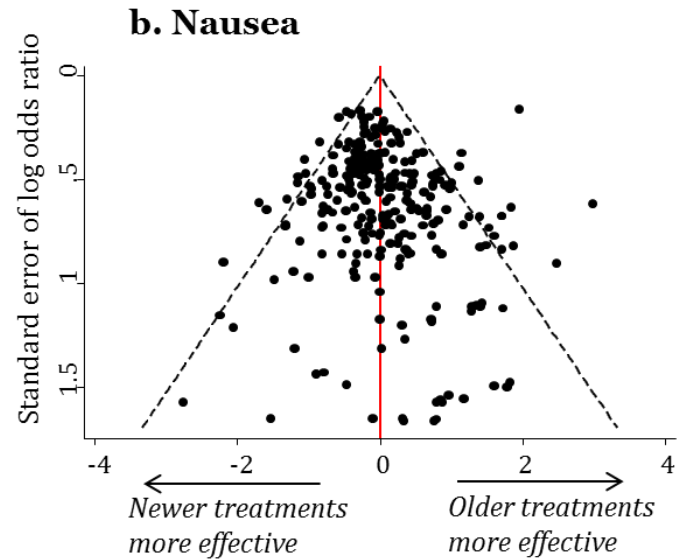 b. Nausea
Standard error of log odds ratio
0
.5
1
1.5
-4
-2
0
2
4
Newer treatments
more effective
Older treatments
more effective